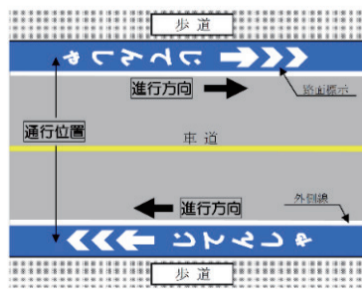 歩道
じてんしゃ
進行方向
路面標示
通行位置
車道
外側線
進行方向
じてんしゃ
歩道